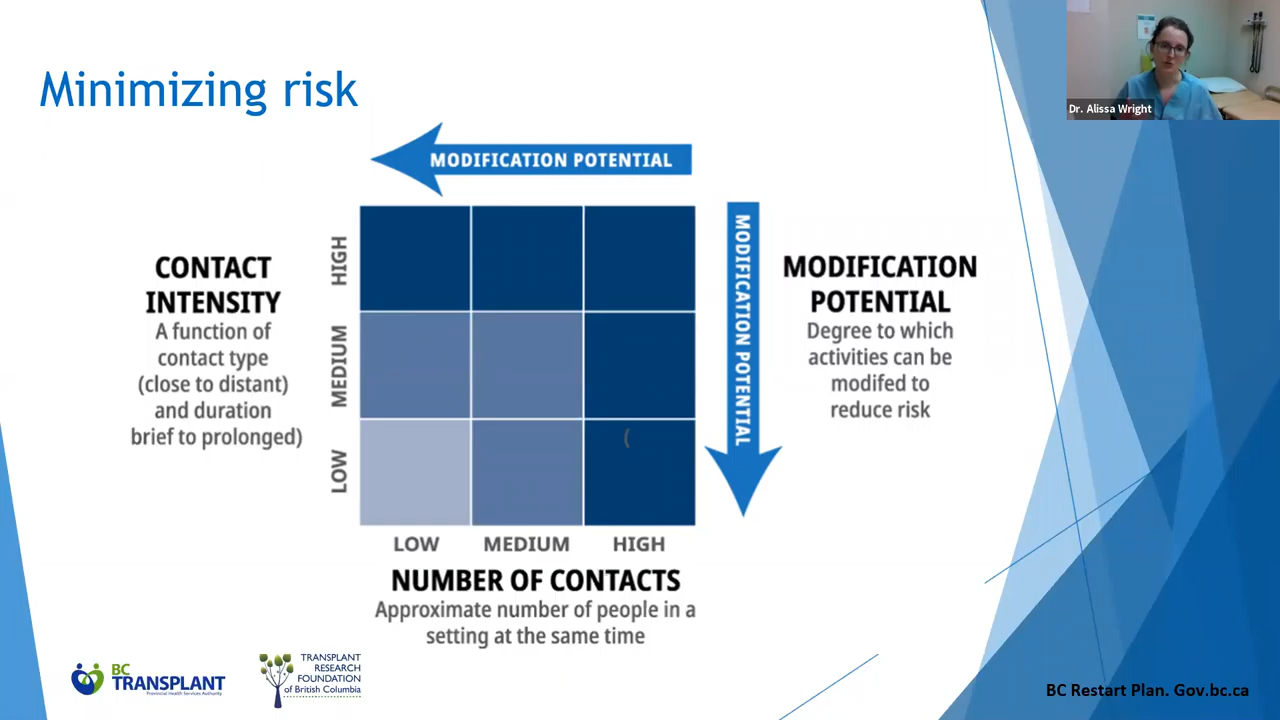 Minimizing risk
Dr. Alissa Wright
MODIFICATION POTENTIAL
CONTACT
INTENSITY
A function of
contact type
(close to distant)
and duration
brief to prolonged)
HIGH
MEDIUM
LOW
(
MODIFICATION POTENTIAL
MODIFICATION
POTENTIAL
Degree to which
activities can be
modifed to
reduce risk
LOW MEDIUM HIGH
NUMBER OF CONTACTS
Approximate number of people in a
setting at the same time
BC
TRANSPLANT
Provincial Health Services Authority
TRANSPLANT
RESEARCH
FOUNDATION
of British Columbia
BC Restart Plan. Gov.bc.ca